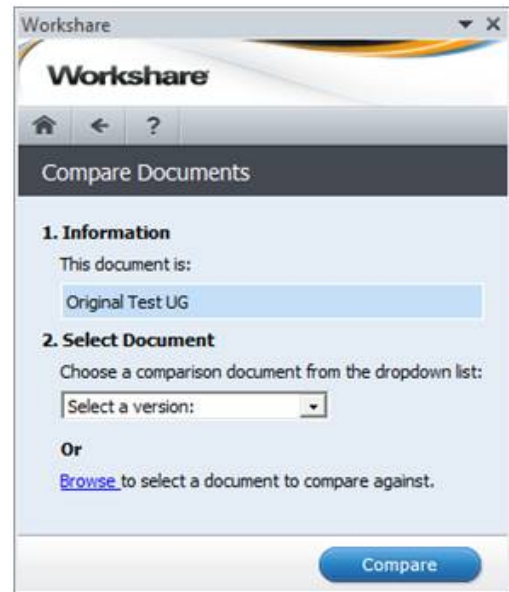 Workshare
Workshare
?
Compare Documents
1. Information
This document is:
Original Test UG
2. Select Document
Choose a comparison document from the dropdown list:
Select a version:
Or
Browse to select a document to compare against.
Compare